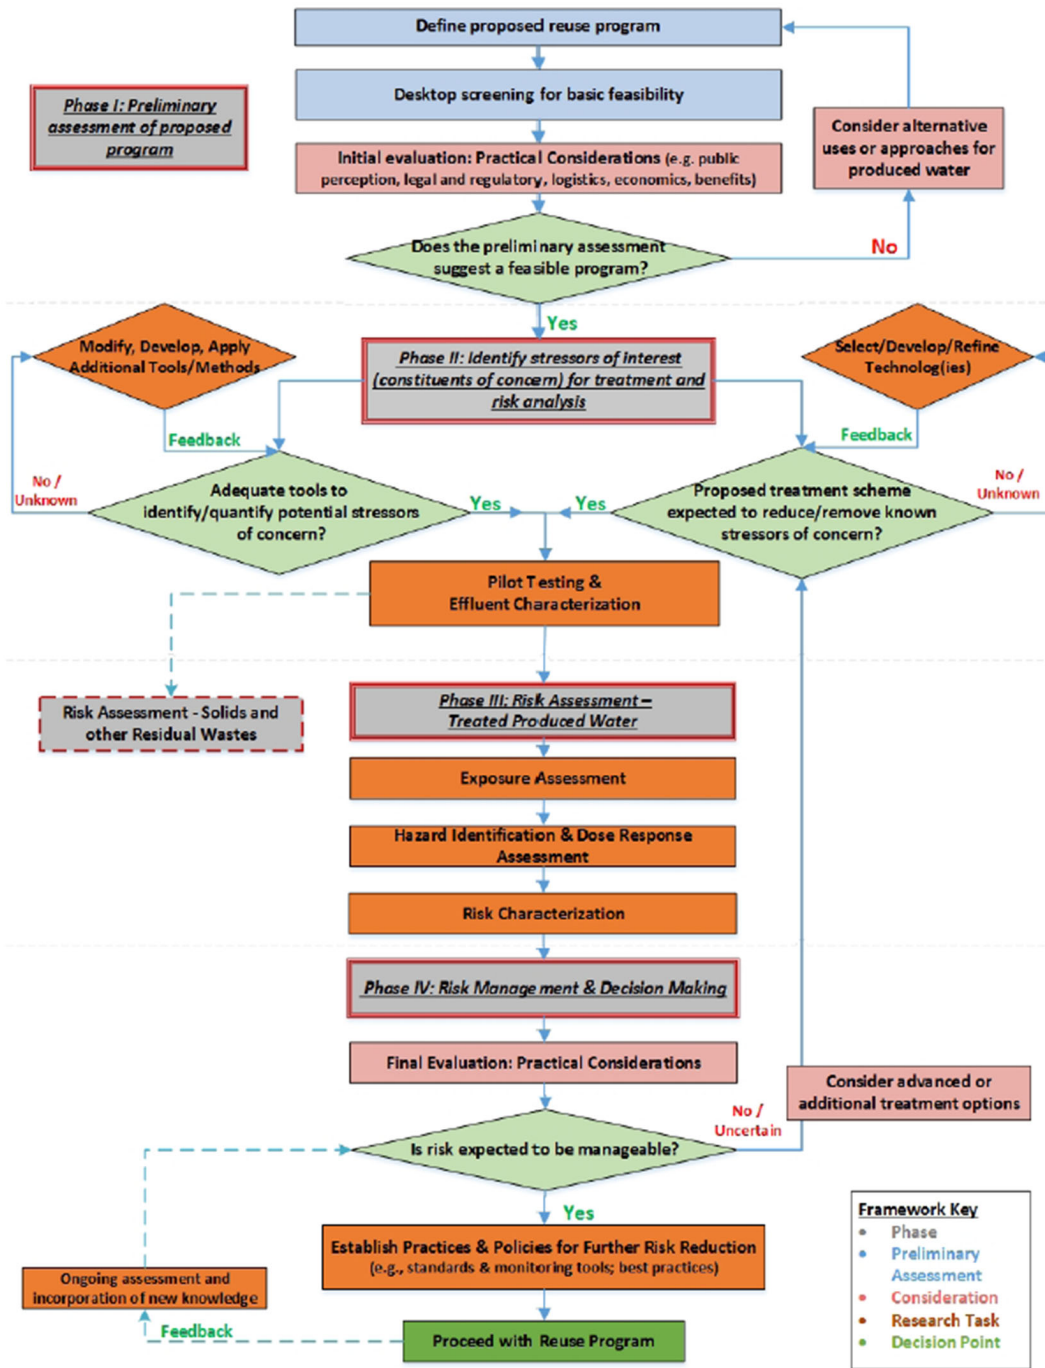 Define proposed reuse program
Desktop screening for basic feasibility
Phase I: Preliminary
assessment of proposed
program
Consider alternative
uses or approaches for
produced water
Initial evaluation: Practical Considerations (e.g. public
perception, legal and regulatory, logistics, economics, benefits)
Does the preliminary assessment
suggest a feasible program?
No
Yes
Modify, Develop, Apply
Additional Tools/Methods
Phase II: Identify stressors of interest
(constituents of concern) for treatment and
risk analysis
Select/Develop/Refine
Technolog(ies)
Feedback
Feedback
No /
Unknown
Adequate tools to
identify/quantify potential stressors
of concern?
Yes
Yes
Proposed treatment scheme
expected to reduce/remove known
stressors of concern?
No /
Unknown
Pilot Testing &
Effluent Characterization
Risk Assessment - Solids and
other Residual Wastes
Phase III: Risk Assessment –
Treated Produced Water
Exposure Assessment
Hazard Identification & Dose Response
Assessment
Risk Characterization
Phase IV: Risk Management & Decision Making
Final Evaluation: Practical Considerations
Consider advanced or
additional treatment options
No /
Uncertain
Is risk expected to be manageable?
Yes
Establish Practices & Policies for Further Risk Reduction
(e.g., standards & monitoring tools; best practices)
Ongoing assessment and
incorporation of new knowledge
Feedback
Proceed with Reuse Program
Framework Key
• Phase
• Preliminary
Assessment
• Consideration
• Research Task
• Decision Point